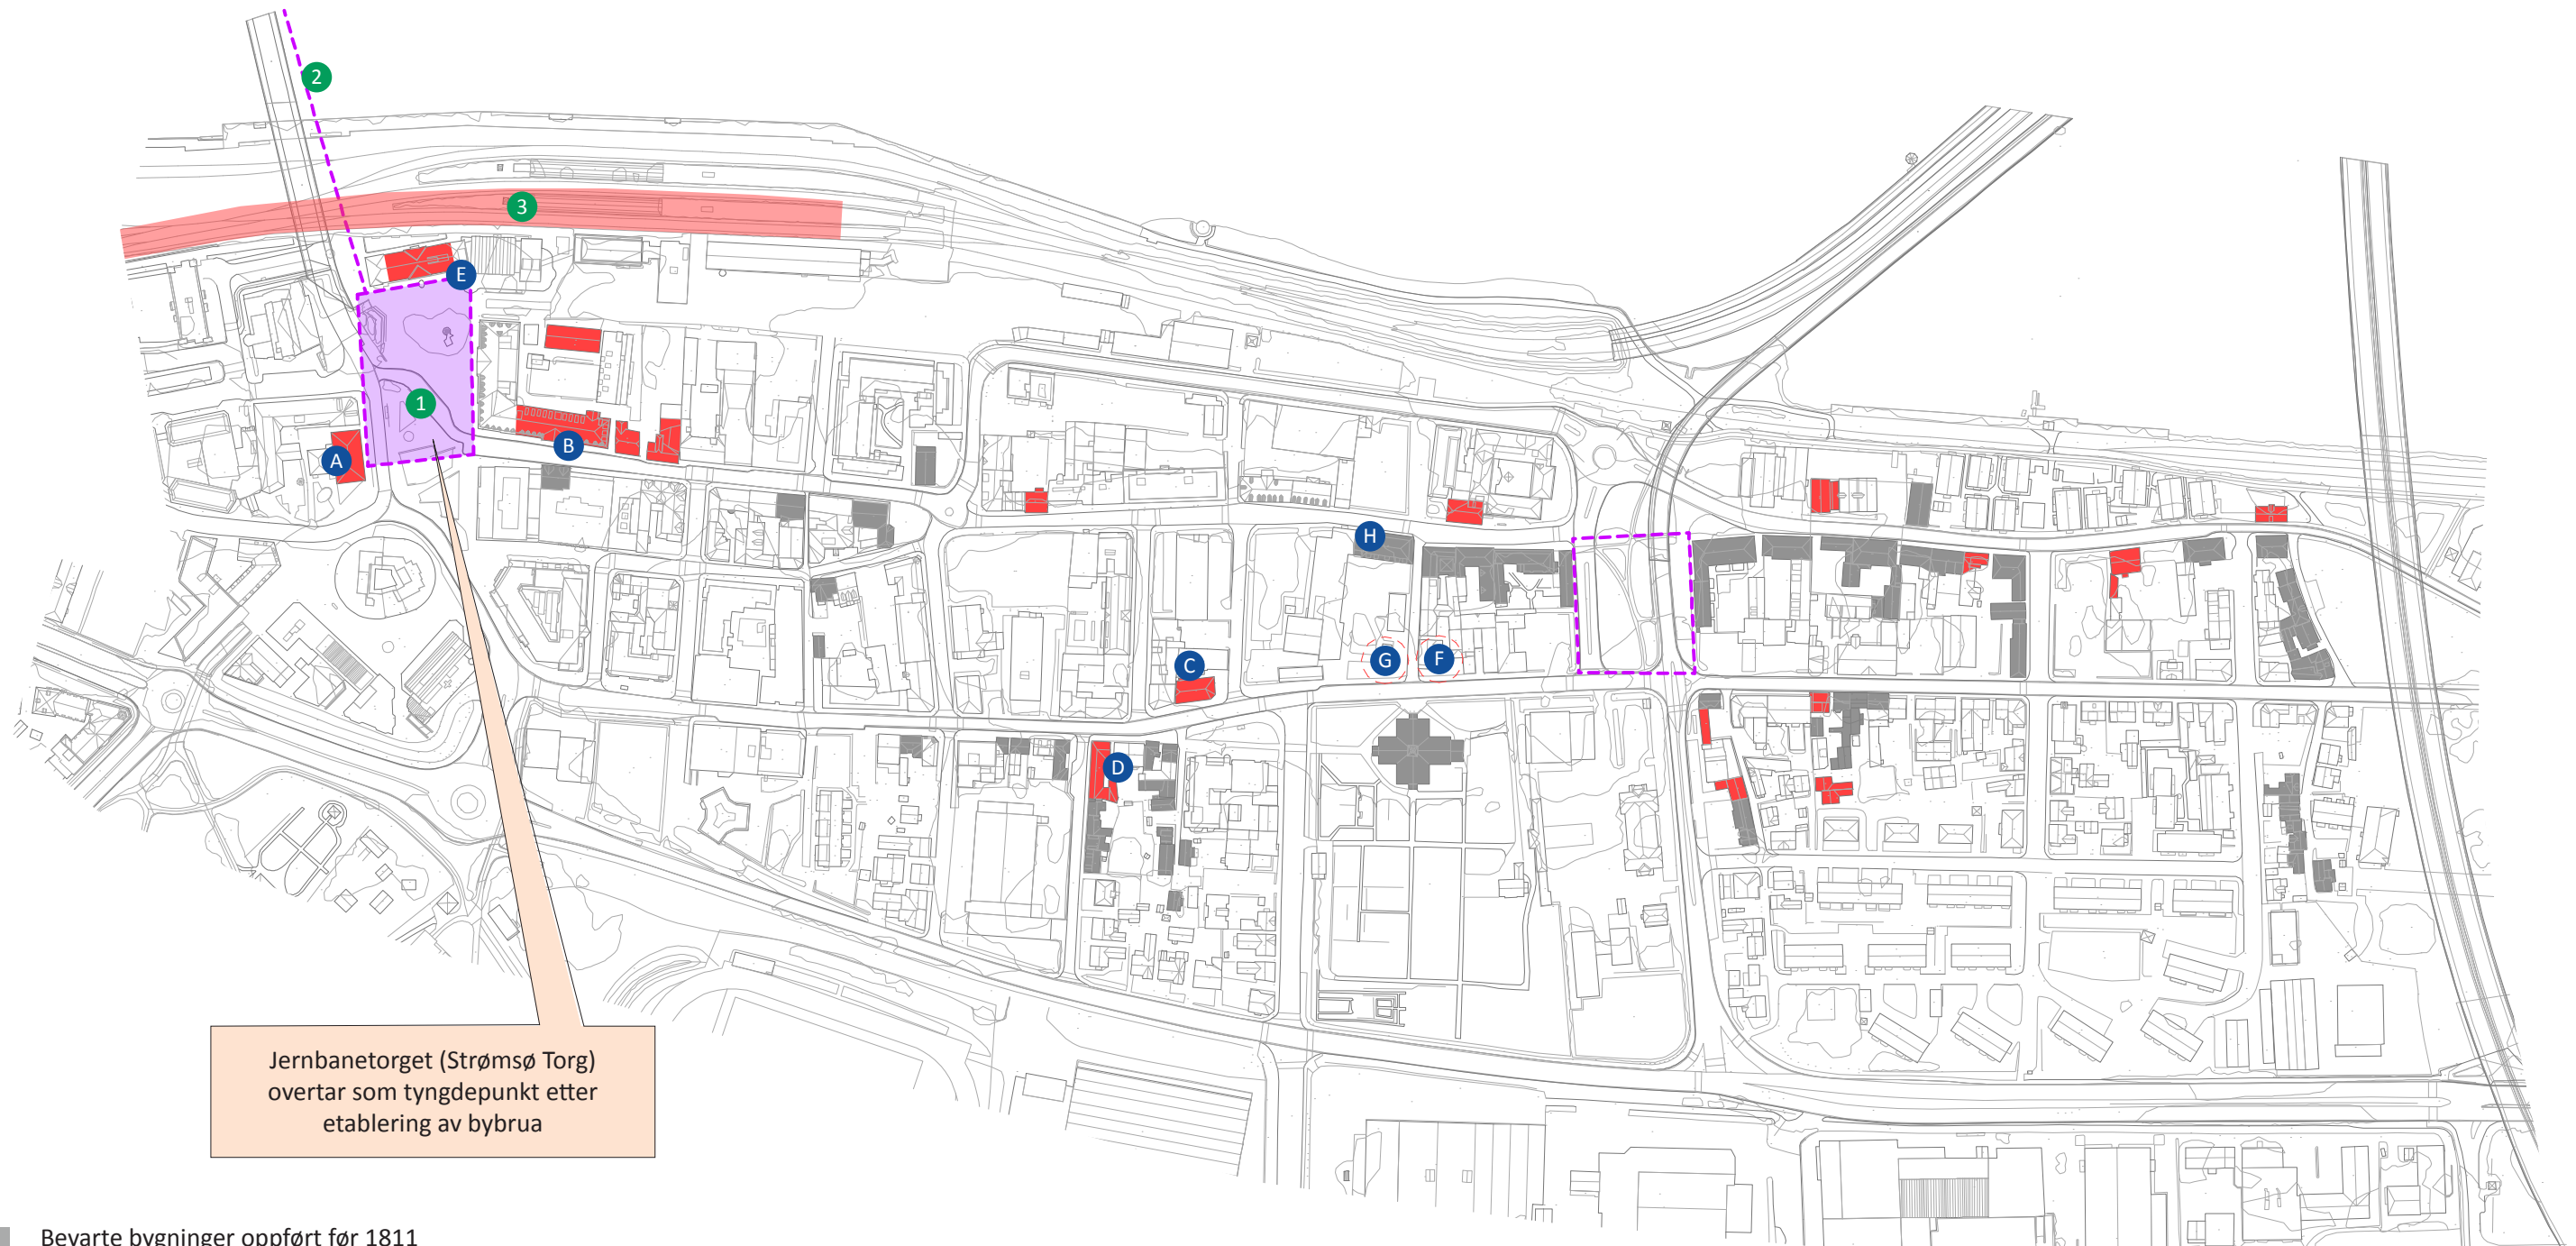 2
3
E
1
B
A
H
G
F
C
D
Jernbanetorget (Strømsø Torg)
overtar som tyngdepunkt etter
etablering av bybrua
Bevarte bygninger oppført før 1811